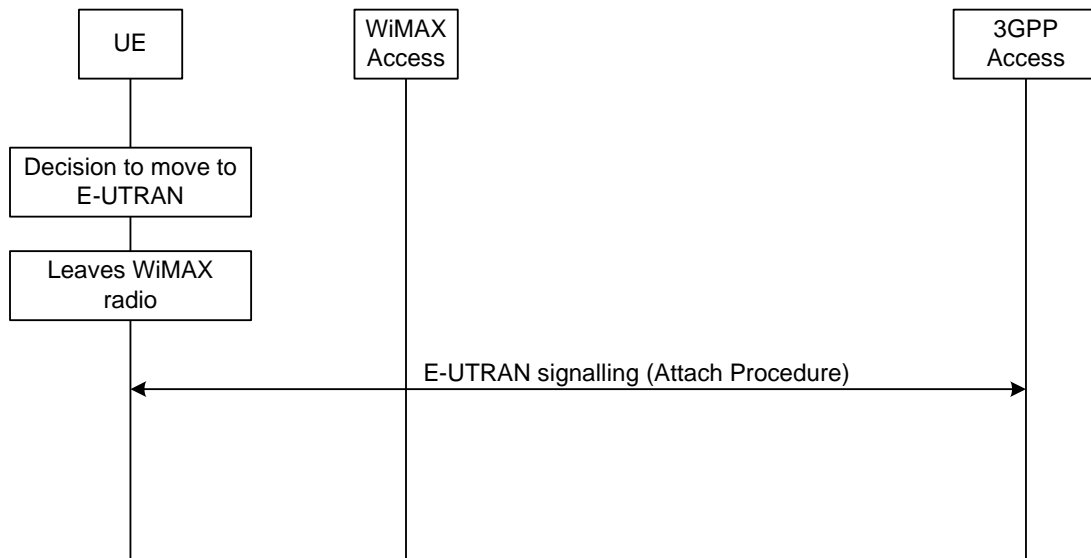 UE
WiMAX
Access
3GPP
Access
Decision to move to
E-UTRAN
Leaves WiMAX
radio
E-UTRAN signalling (Attach Procedure)